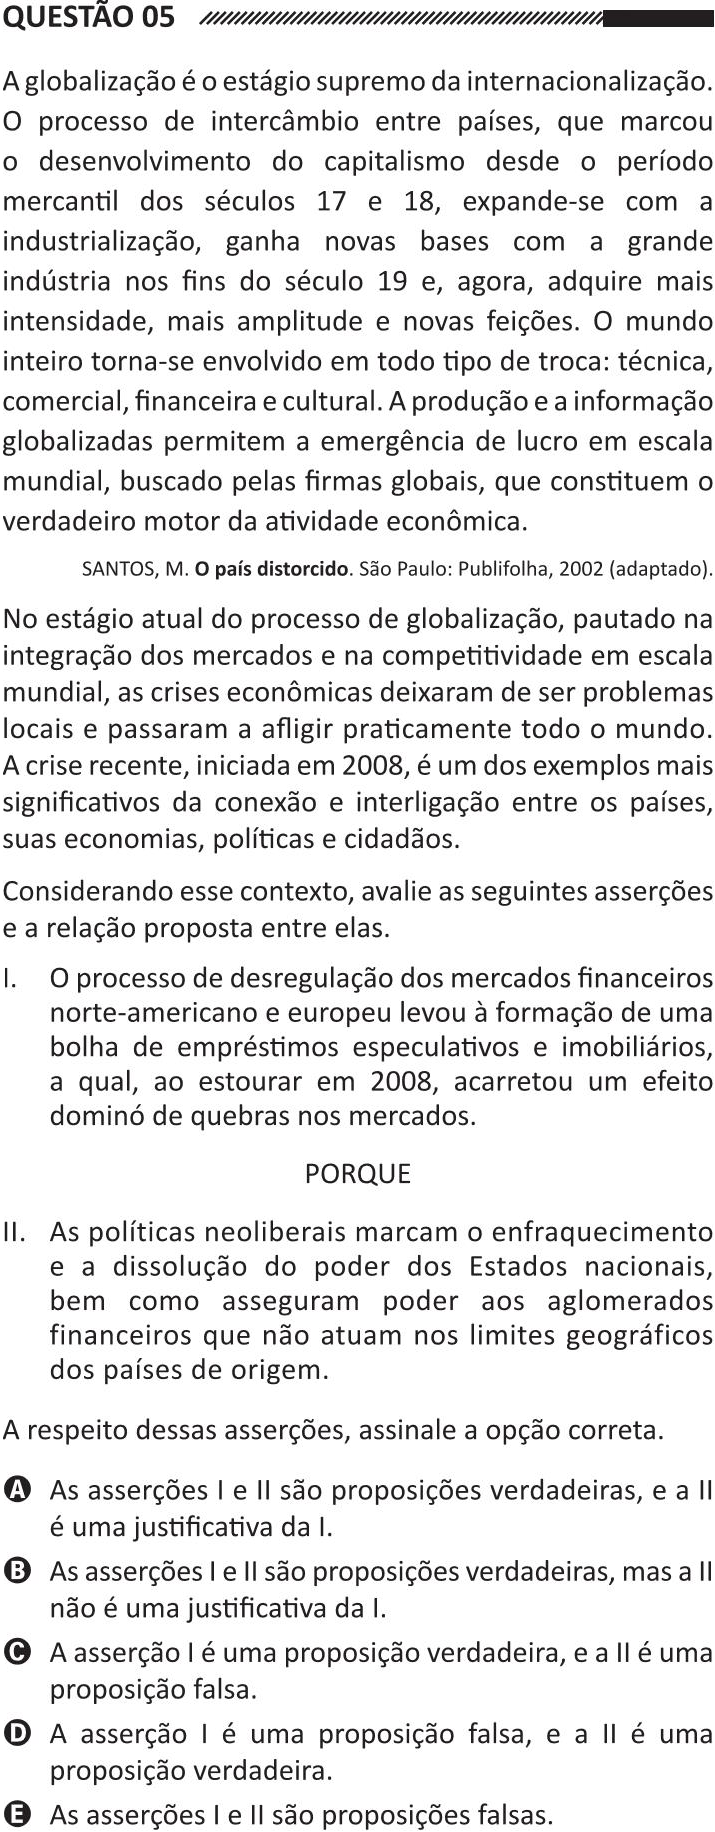 QUESTÃO 05
A globalização é o estágio supremo da internacionalização.
O processo de intercâmbio entre países, que marcou
o desenvolvimento do capitalismo desde o período
mercantil dos séculos 17 e 18, expande-se com a
industrialização, ganha novas bases com a grande
indústria nos fins do século 19 e, agora, adquire mais
intensidade, mais amplitude e novas feições. O mundo
inteiro torna-se envolvido em todo tipo de troca: técnica,
comercial, financeira e cultural. A produção e a informação
globalizadas permitem a emergência de lucro em escala
mundial, buscado pelas firmas globais, que constituem o
verdadeiro motor da atividade econômica.
SANTOS, M. O país distorcido. São Paulo: Publifolha, 2002 (adaptado).
No estágio atual do processo de globalização, pautado na
integração dos mercados e na competitividade em escala
mundial, as crises econômicas deixaram de ser problemas
locais e passaram a afligir praticamente todo o mundo.
A crise recente, iniciada em 2008, é um dos exemplos mais
significativos da conexão e interligação entre os países,
suas economias, políticas e cidadãos.
Considerando esse contexto, avalie as seguintes asserções
e a relação proposta entre elas.
I. O processo de desregulação dos mercados financeiros
norte-americano e europeu levou à formação de uma
bolha de empréstimos especulativos e imobiliários,
a qual, ao estourar em 2008, acarretou um efeito
dominó de quebras nos mercados.
PORQUE
II. As políticas neoliberais marcam o enfraquecimento
e a dissolução do poder dos Estados nacionais,
bem como asseguram poder aos aglomerados
financeiros que não atuam nos limites geográficos
dos países de origem.
A respeito dessas asserções, assinale a opção correta.
A As asserções I e II são proposições verdadeiras, e a II
é uma justificativa da I.
B As asserções I e II são proposições verdadeiras, mas a II
não é uma justificativa da I.
C A asserção I é uma proposição verdadeira, e a II é uma
proposição falsa.
D A asserção I é uma proposição falsa, e a II é uma
proposição verdadeira.
E As asserções I e II são proposições falsas.